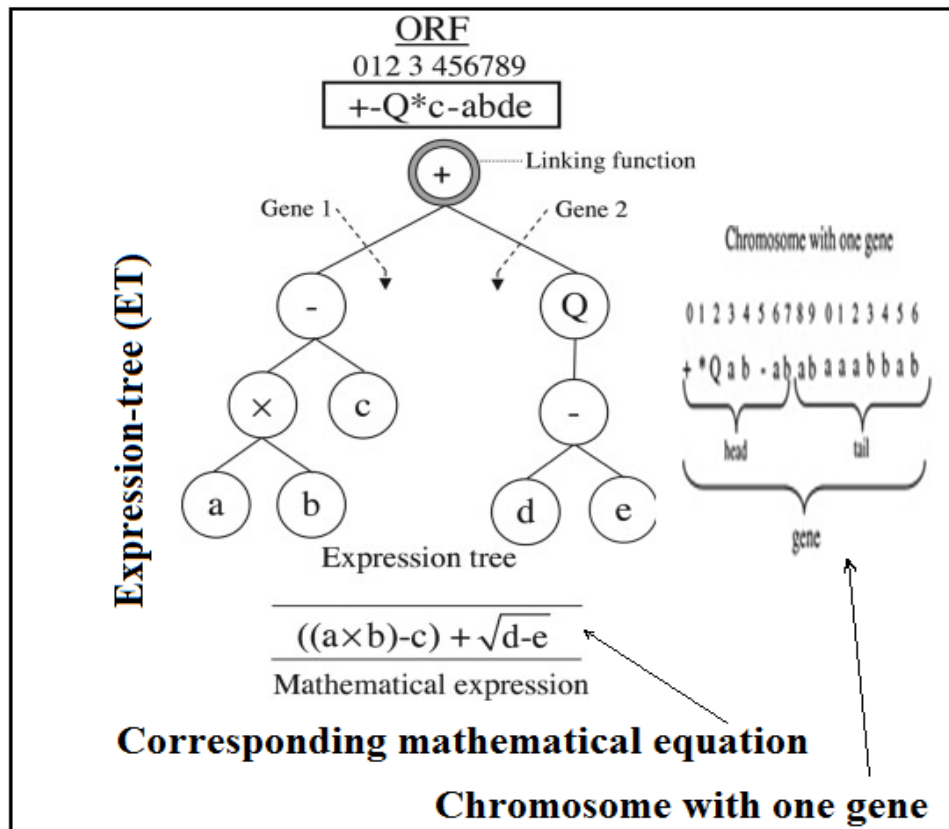 ORF
012 3 456789
+-Q*c-abde
+
Linking function
Gene 1
Gene 2
-
Q
×
c
-
a
b
d
e
Expression tree
((a×b)-c) + √d-e
Mathematical expression
Expression-tree (ET)
Chromosome with one gene
0 1 2 3 4 5 6 7 8 9 0 1 2 3 4 5 6
+ * Q a b - a b a b a a a b b a b
head
tail
gene
Corresponding mathematical equation
Chromosome with one gene